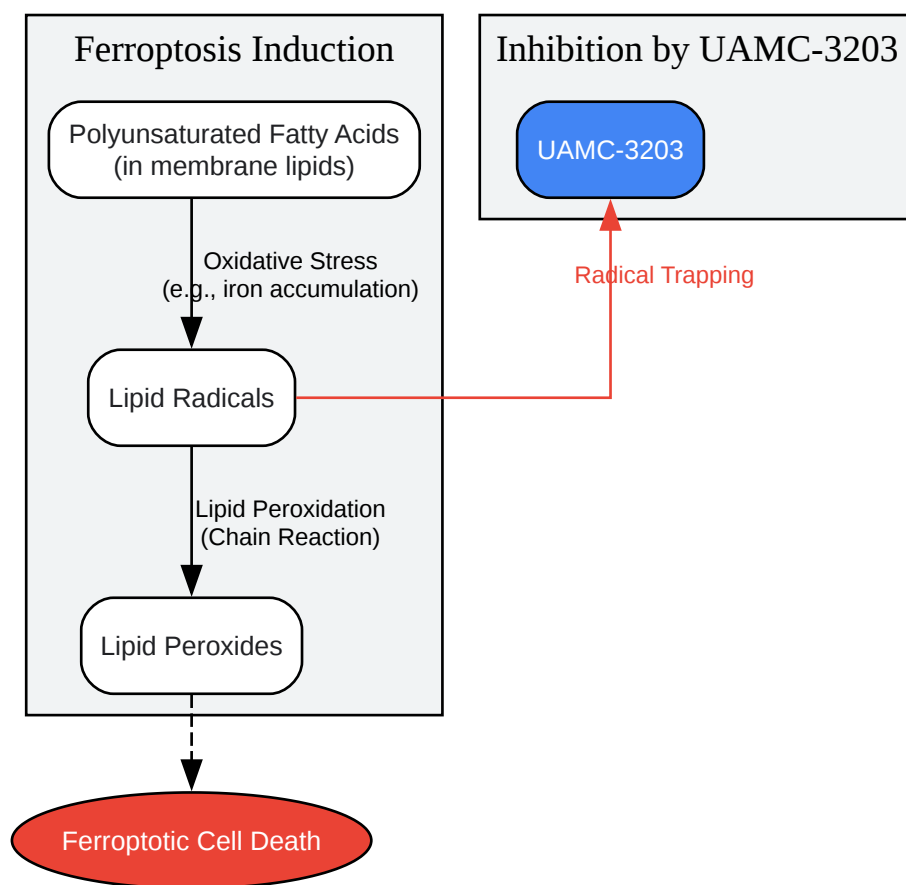 Ferroptosis Induction
Polyunsaturated Fatty Acids
(in membrane lipids)
Oxidative Stress
(e.g., iron accumulation)
Lipid Radicals
Lipid Peroxidation
(Chain Reaction)
Lipid Peroxides
Ferroptotic Cell Death
Inhibition by UAMC-3203
UAMC-3203
Radical Trapping